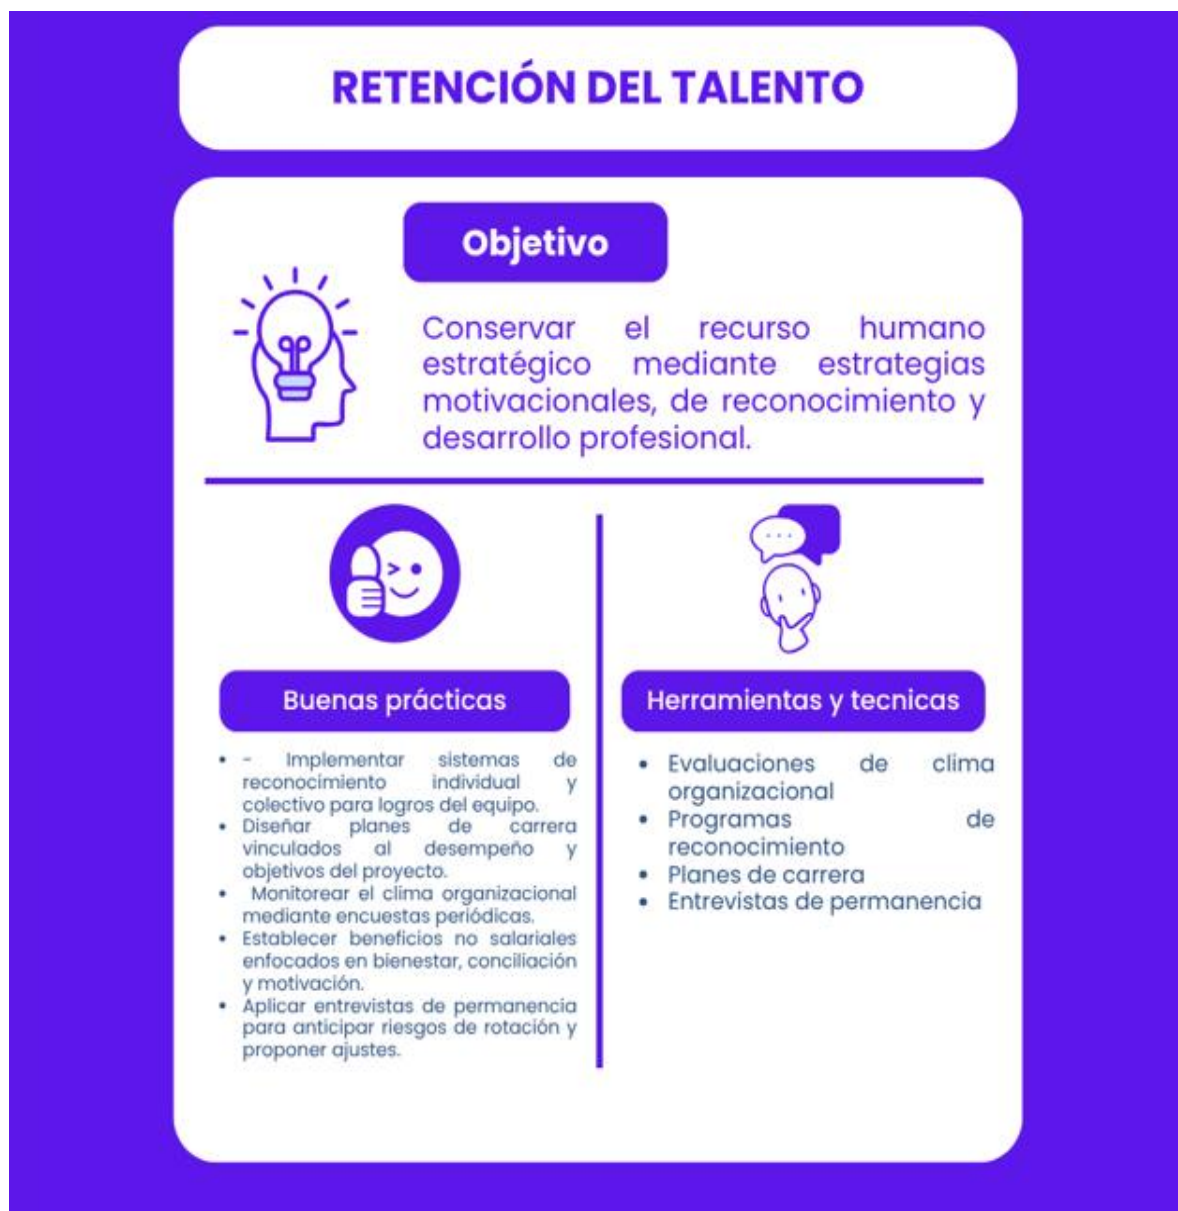 RETENCIÓN DEL TALENTO
Objetivo
Conservar el recurso humano
estratégico mediante estrategias
motivacionales, de reconocimiento y
desarrollo profesional.
Buenas prácticas
• - Implementar sistemas de
reconocimiento individual y
colectivo para logros del equipo.
• Diseñar planes de carrera
vinculados al desempeño y
objetivos del proyecto.
• Monitorear el clima organizacional
mediante encuestas periódicas.
• Establecer beneficios no salariales
enfocados en bienestar, conciliación
y motivación.
• Aplicar entrevistas de permanencia
para anticipar riesgos de rotación y
proponer ajustes.
Herramientas y tecnicas
• Evaluaciones de clima
organizacional
• Programas de
reconocimiento
• Planes de carrera
• Entrevistas de permanencia